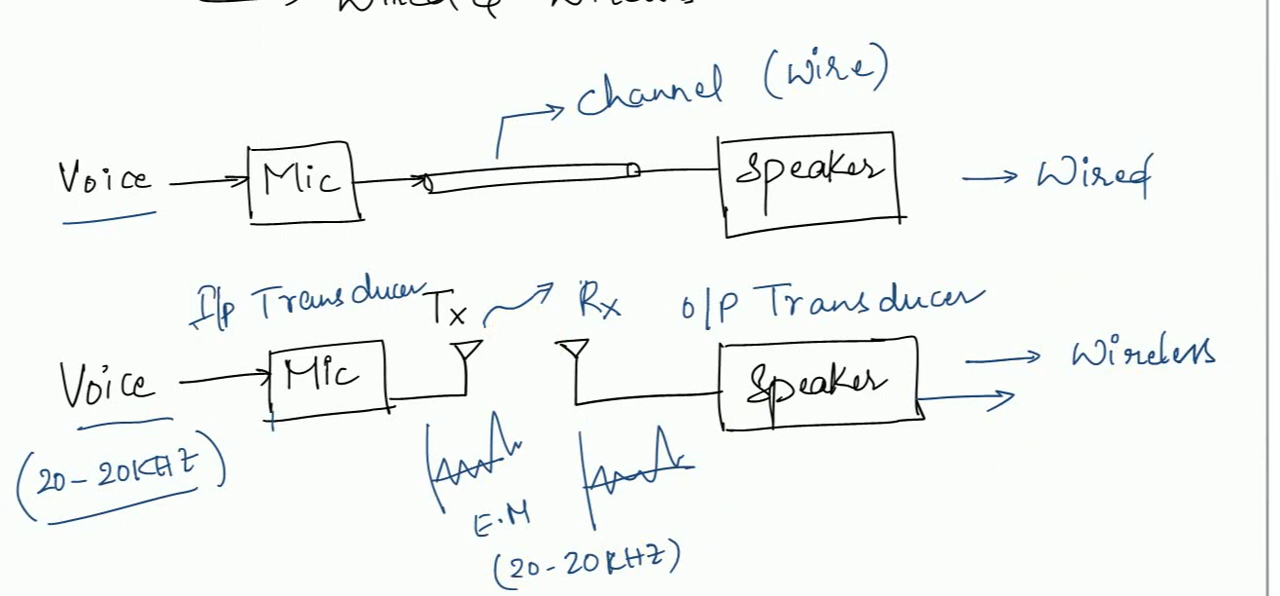 Channel (Wire)
Voice Mic Speaker Wired
I/p Transducer Tx Rx o/p Transducer
Voice Mic Speaker Wireless
(20-20KHZ)
E.M
(20-20KHZ)